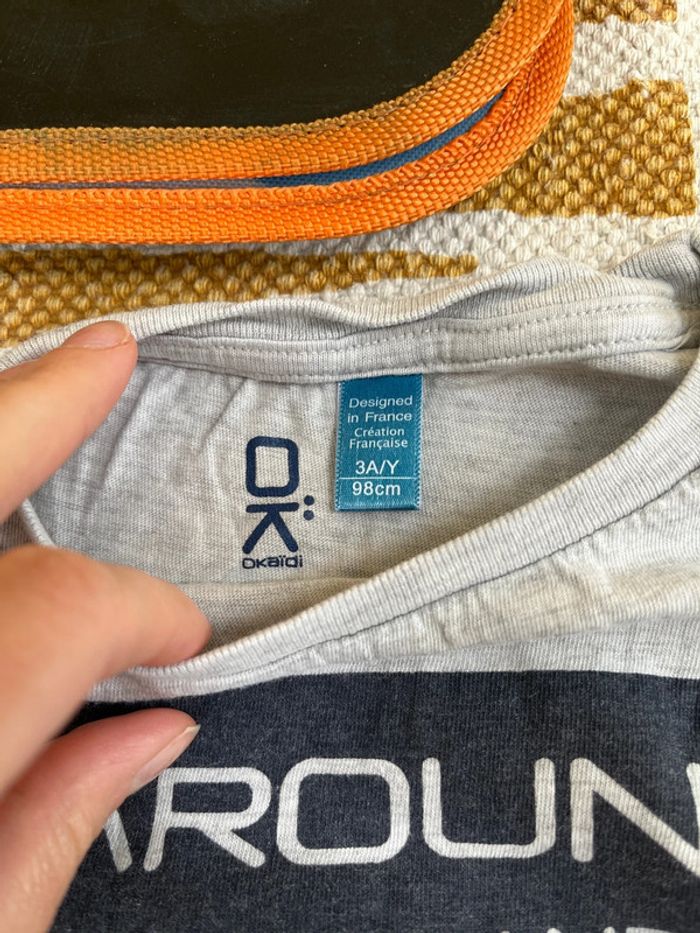 Designed
in France
Création
Française
3A/Y
98cm
OK
OKaïdi
AROUN